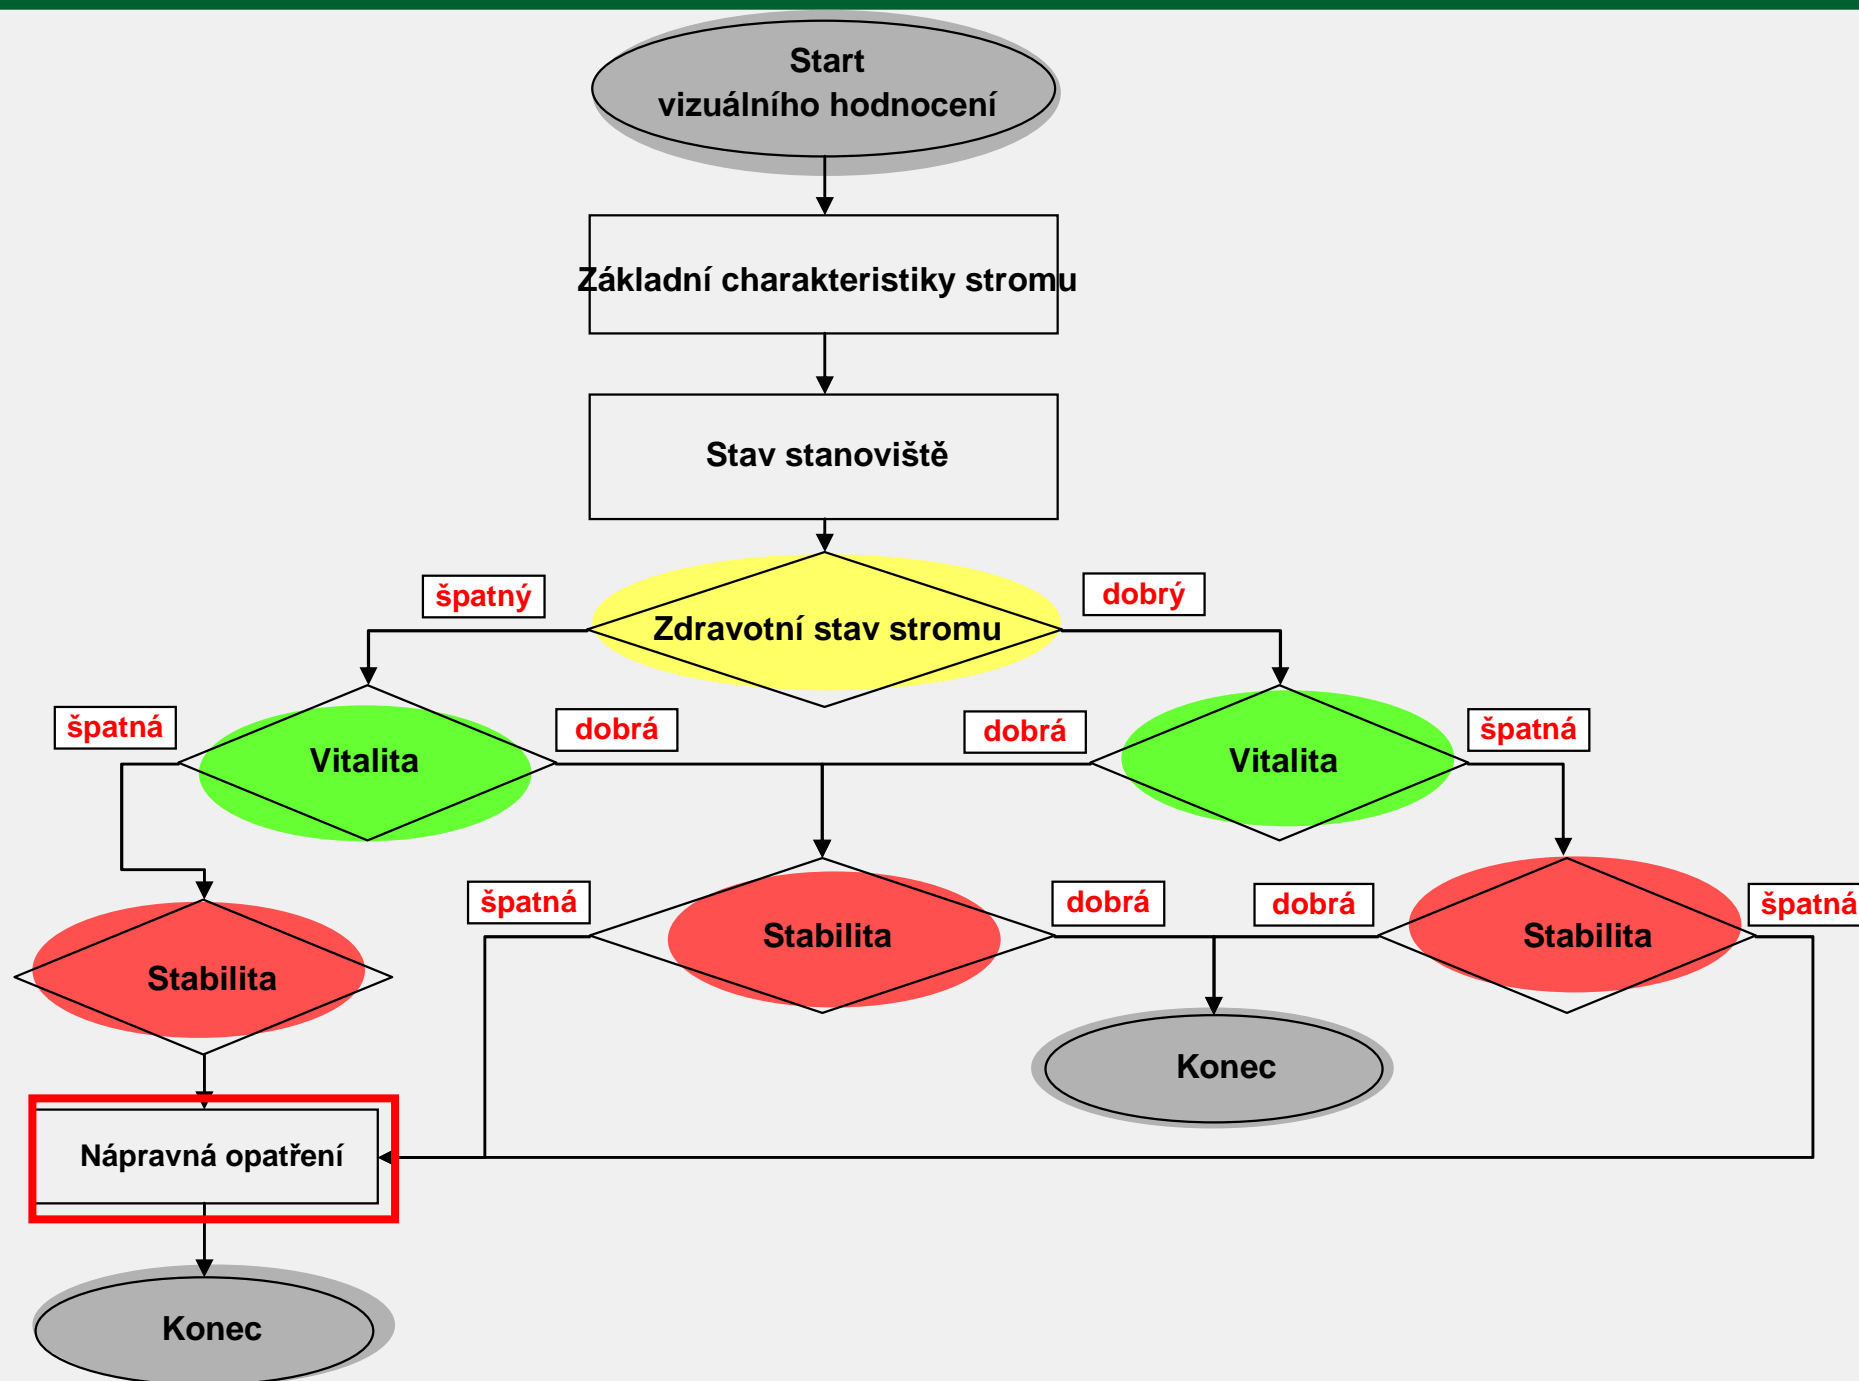 Start
vizuálního hodnocení
Základní charakteristiky stromu
Stav stanoviště
špatný
dobrý
Zdravotní stav stromu
špatná
dobrá
dobrá
špatná
Vitalita
Vitalita
špatná
dobrá
dobrá
špatná
Stabilita
Stabilita
Stabilita
Konec
Nápravná opatření
Konec